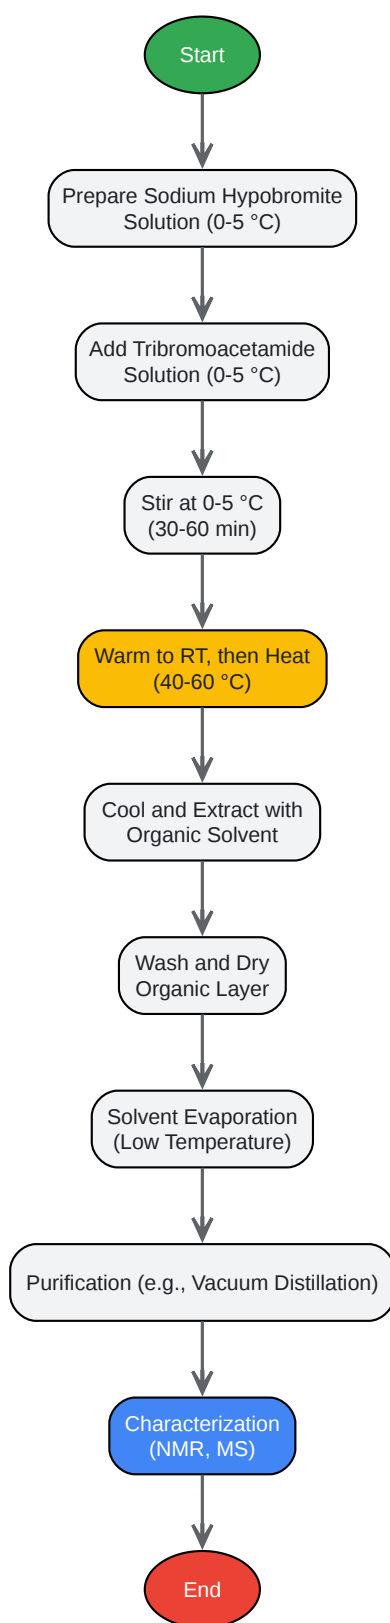 Start
Prepare Sodium Hypobromite
Solution (0-5 °C)
Add Tribromoacetamide
Solution (0-5 °C)
Stir at 0-5 °C
(30-60 min)
Warm to RT, then Heat
(40-60 °C)
Cool and Extract with
Organic Solvent
Wash and Dry
Organic Layer
Solvent Evaporation
(Low Temperature)
Purification (e.g., Vacuum Distillation)
Characterization
(NMR, MS)
End